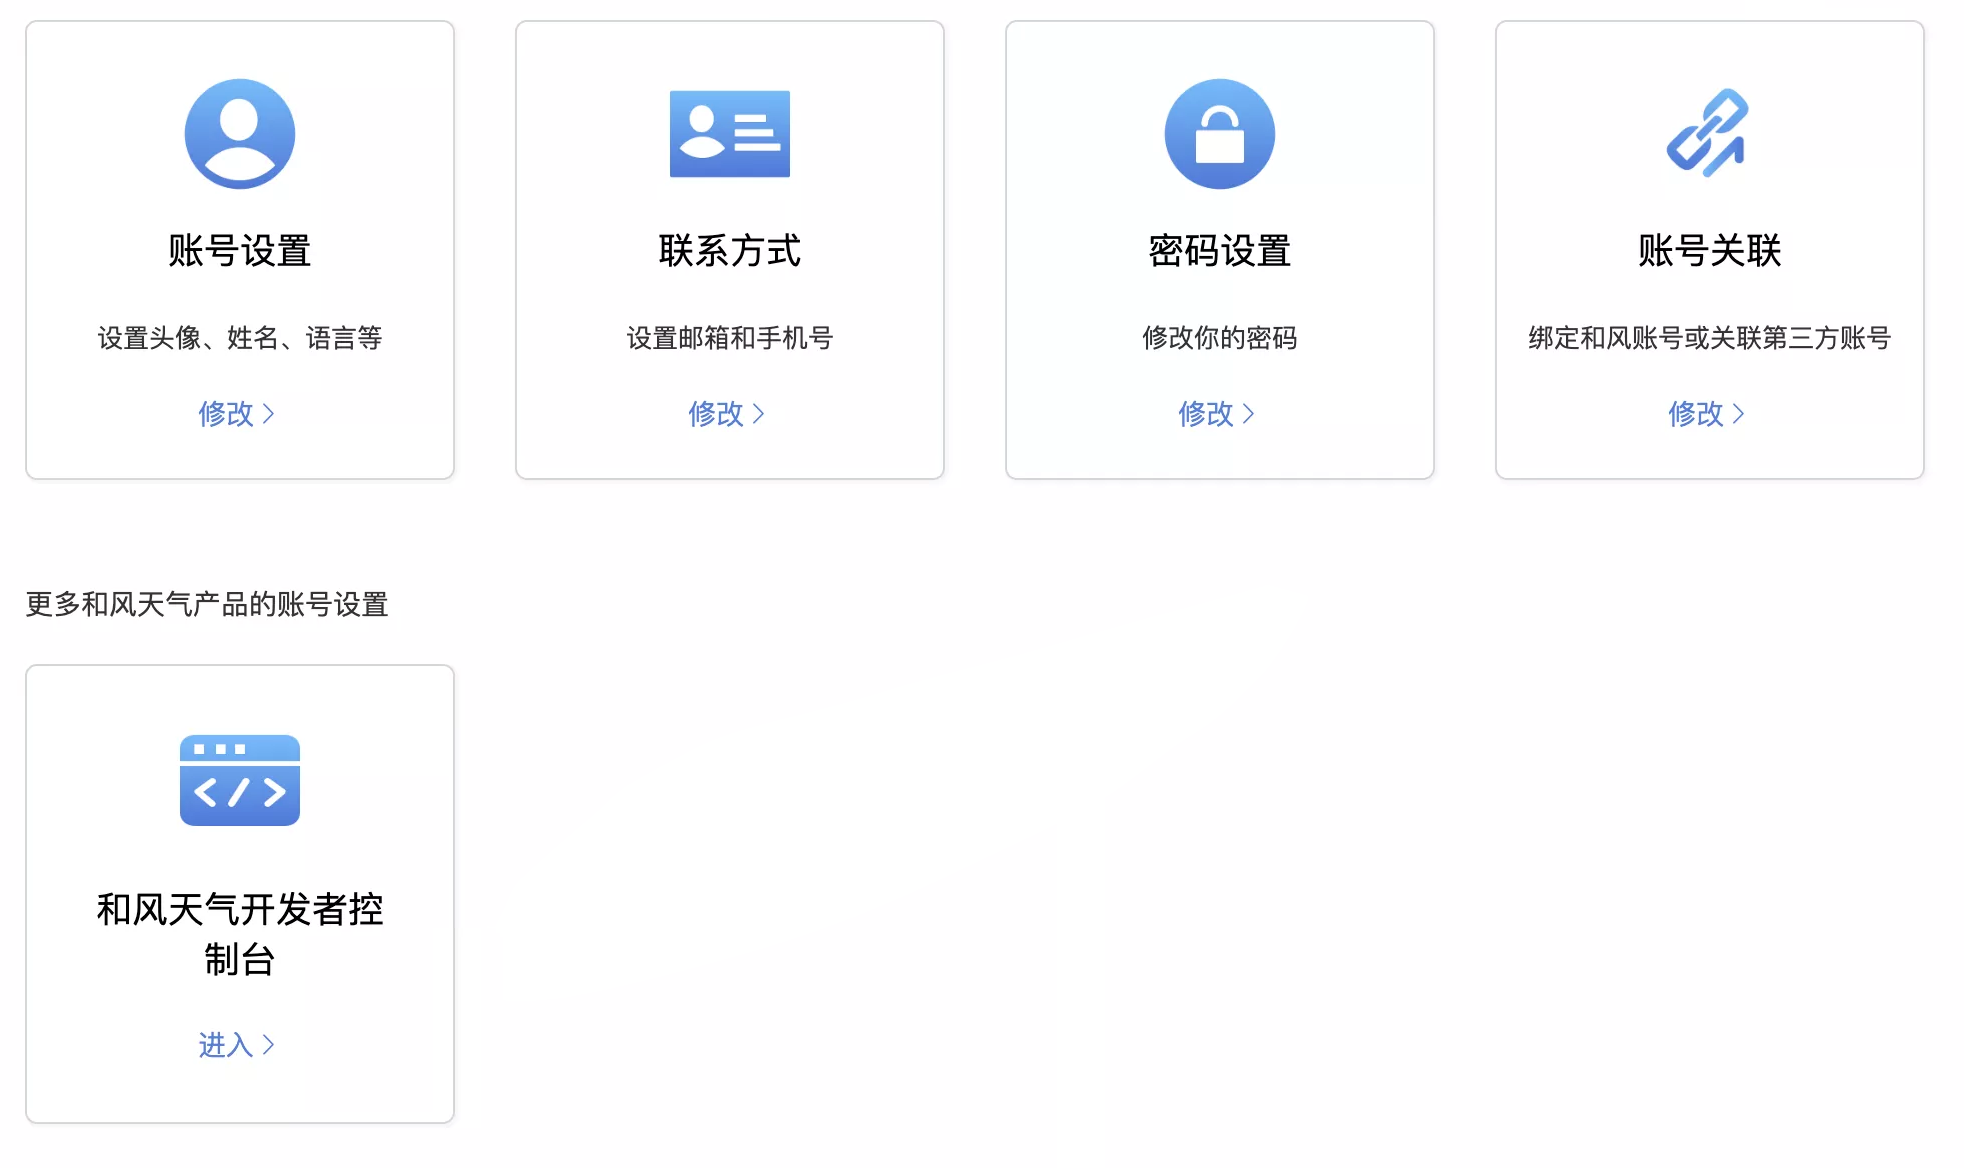 账号设置
设置头像、姓名、语言等
修改
联系方式
设置邮箱和手机号
修改
密码设置
修改你的密码
修改
账号关联
绑定和风账号或关联第三方账号
修改
更多和风天气产品的账号设置
和风天气开发者控
制台
进入